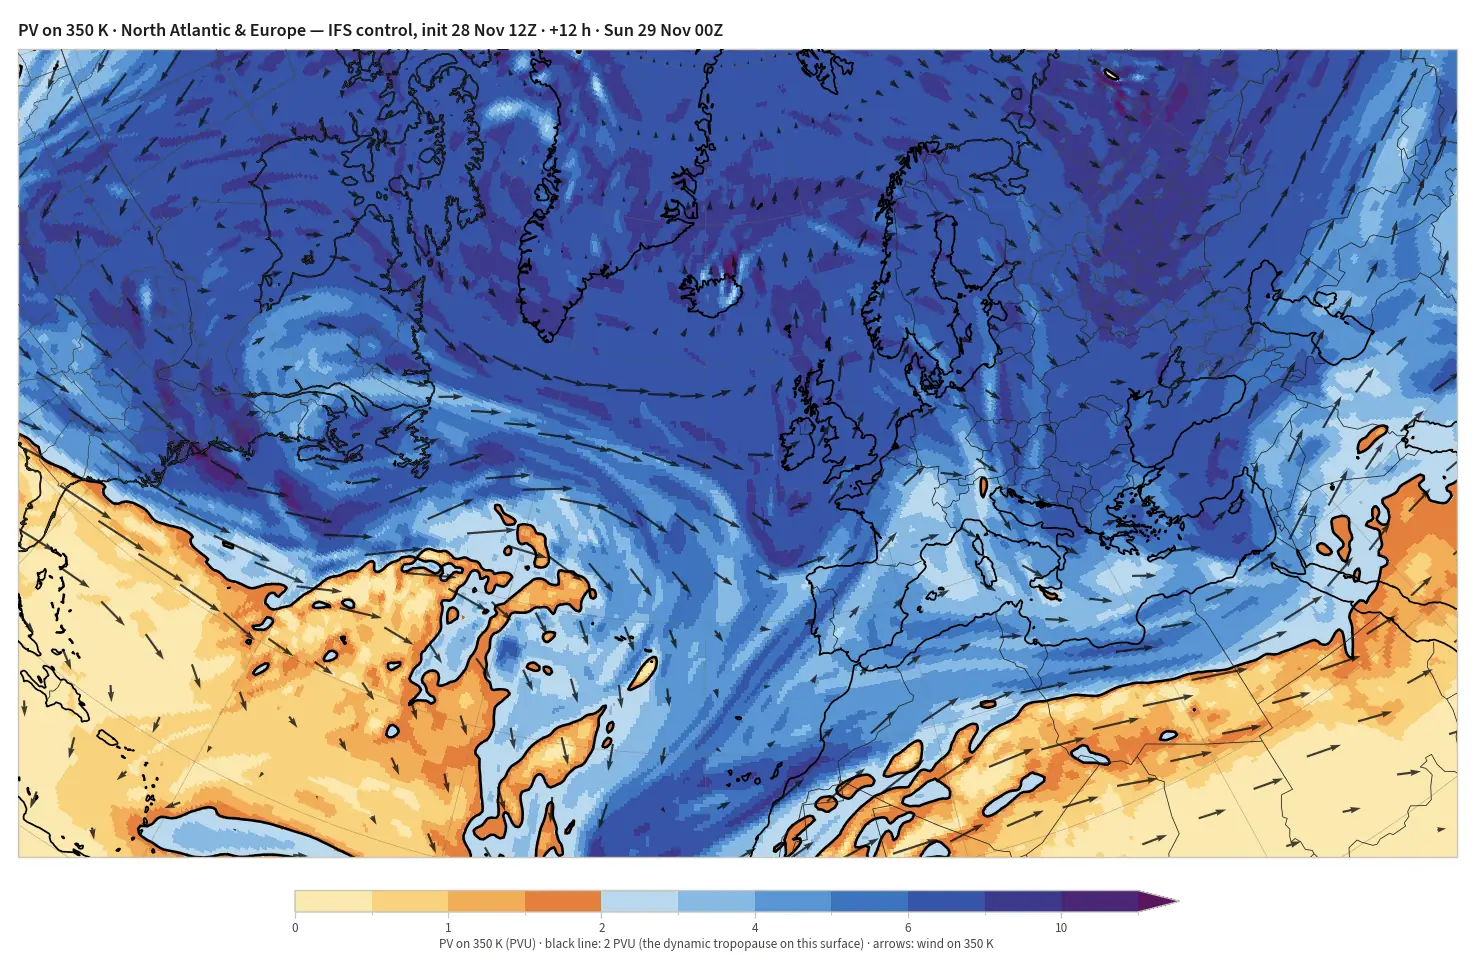 PV on 350 K · North Atlantic & Europe — IFS control, init 28 Nov 12Z · +12 h · Sun 29 Nov 00Z
0 1 2 4 6 10
PV on 350 K (PVU) · black line: 2 PVU (the dynamic tropopause on this surface) · arrows: wind on 350 K